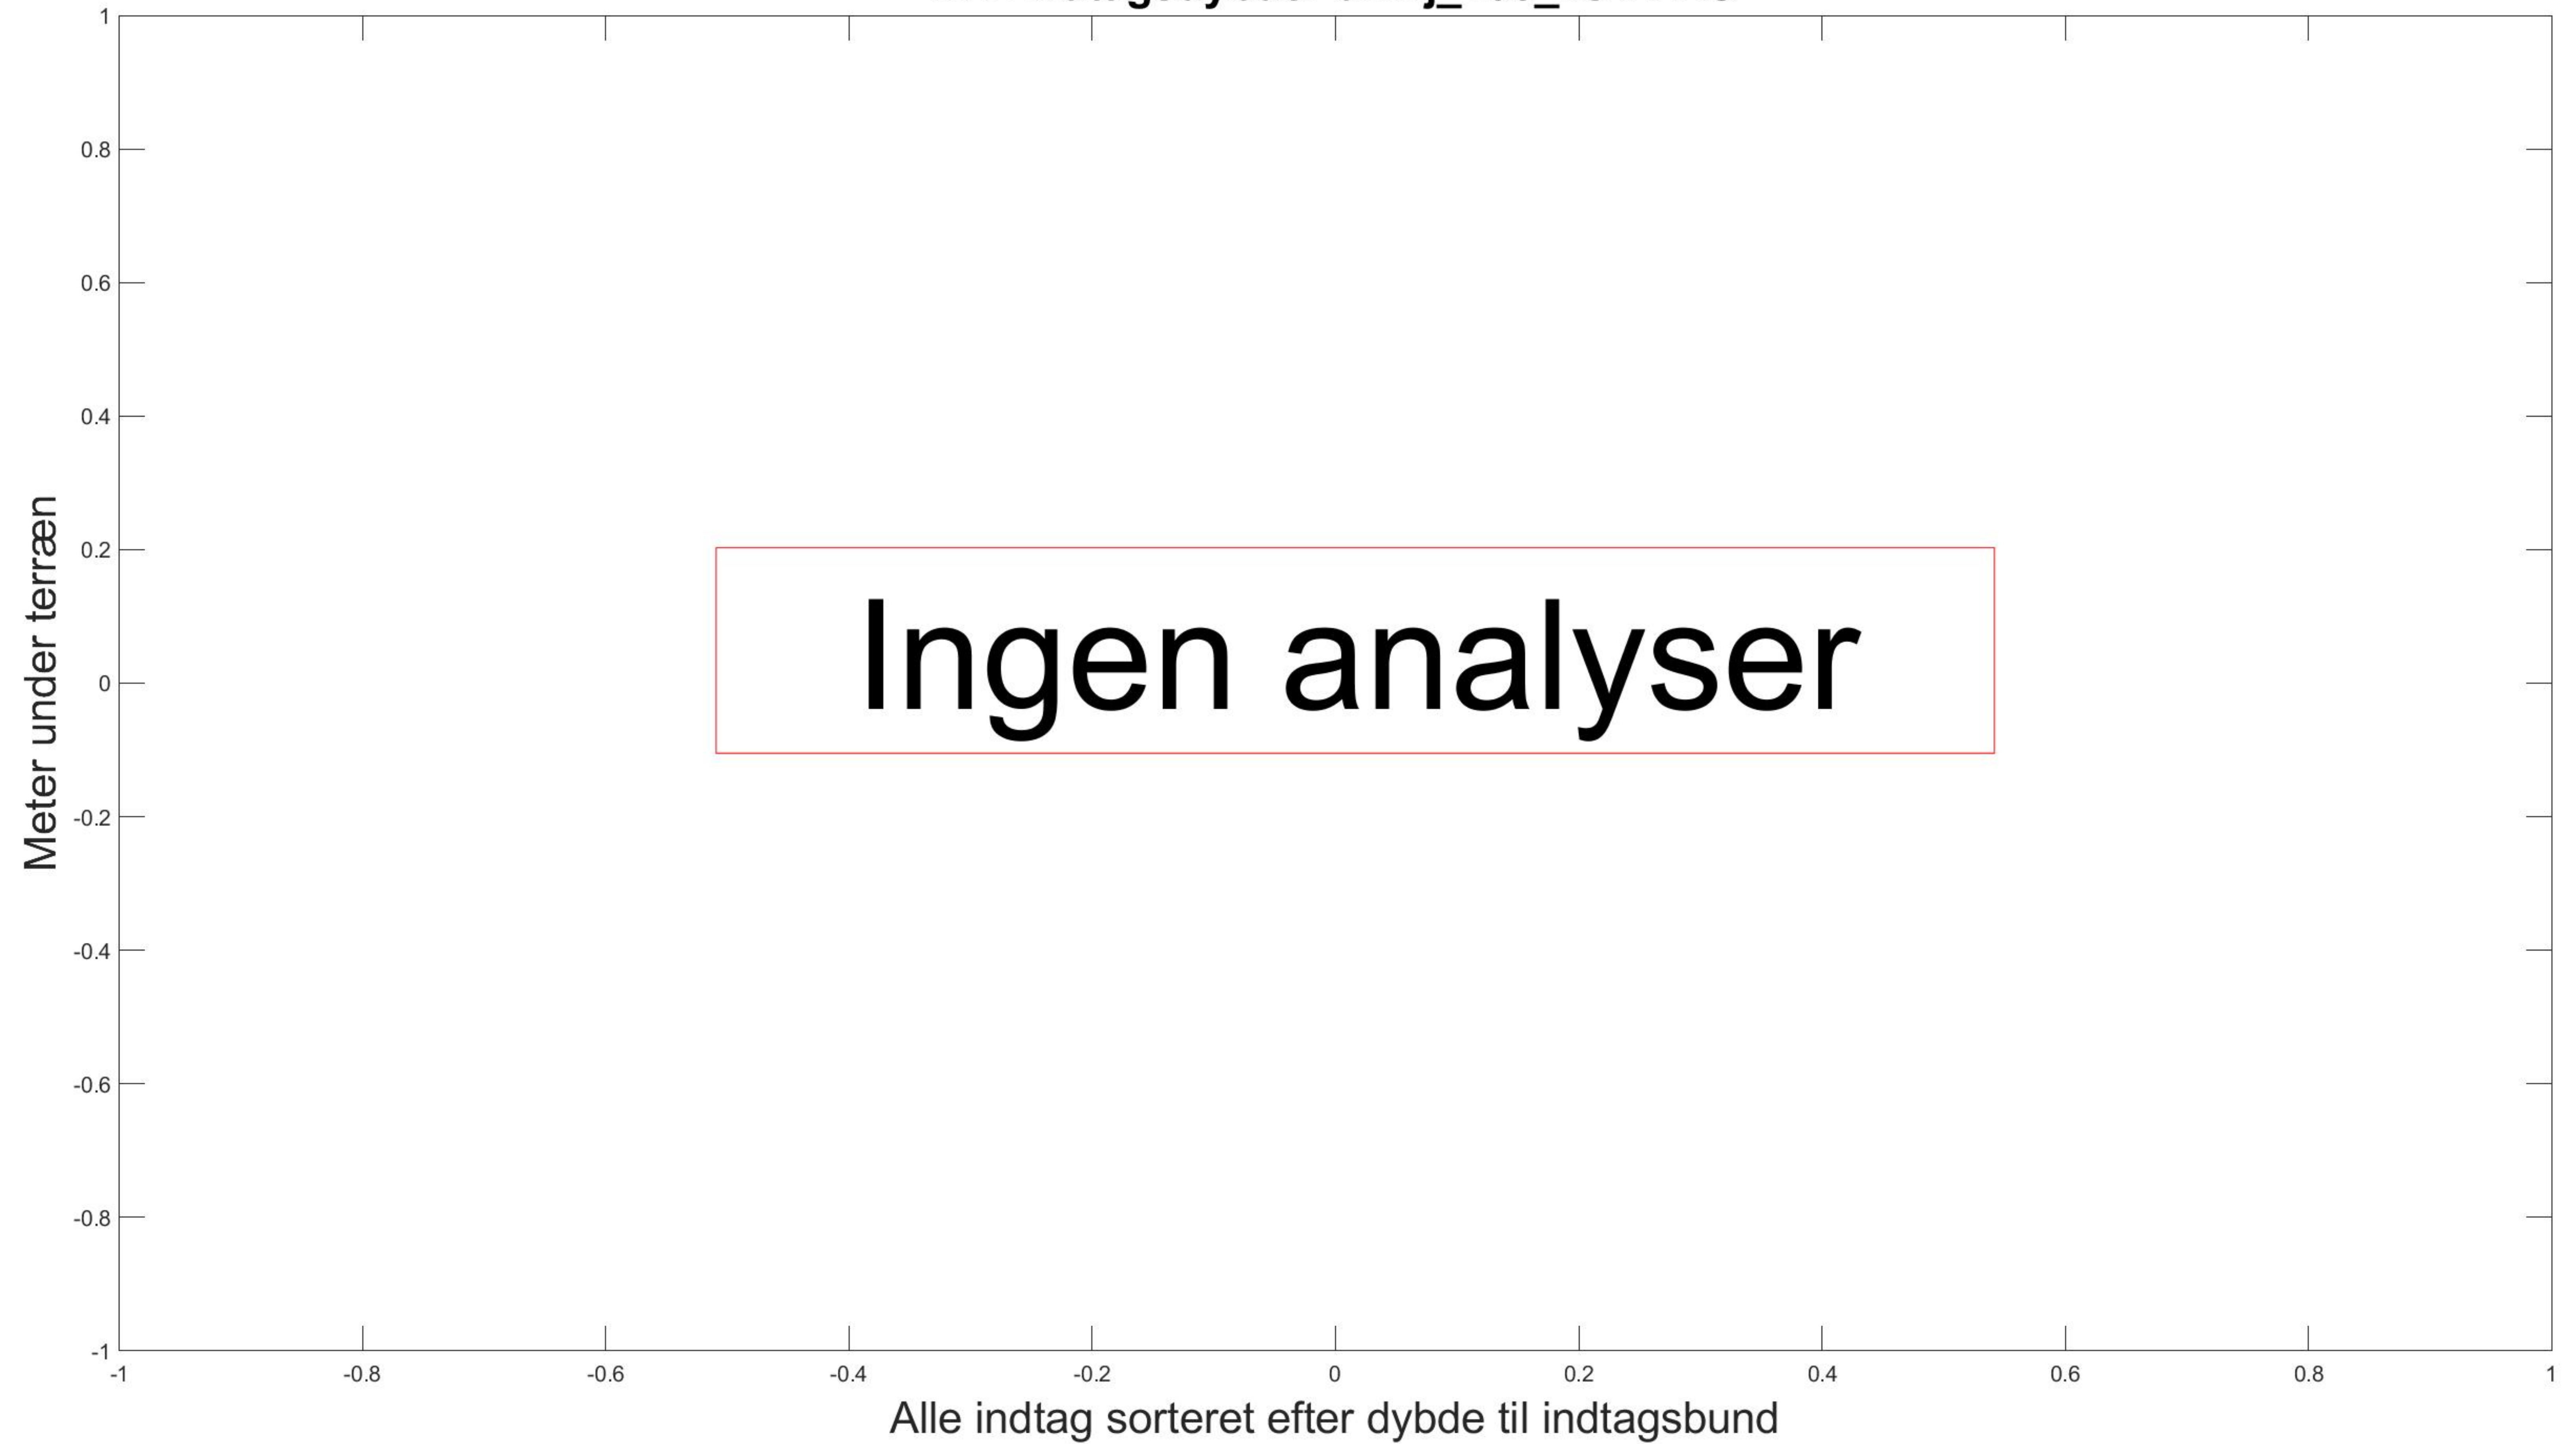 1
0.8
0.6
0.4
0.2
0
-0.2
-0.4
-0.6
-0.8
-1
Meter under terræn
Ingen analyser
-1 -0.8 -0.6 -0.4 -0.2 0 0.2 0.4 0.6 0.8 1
Alle indtag sorteret efter dybde til indtagsbund